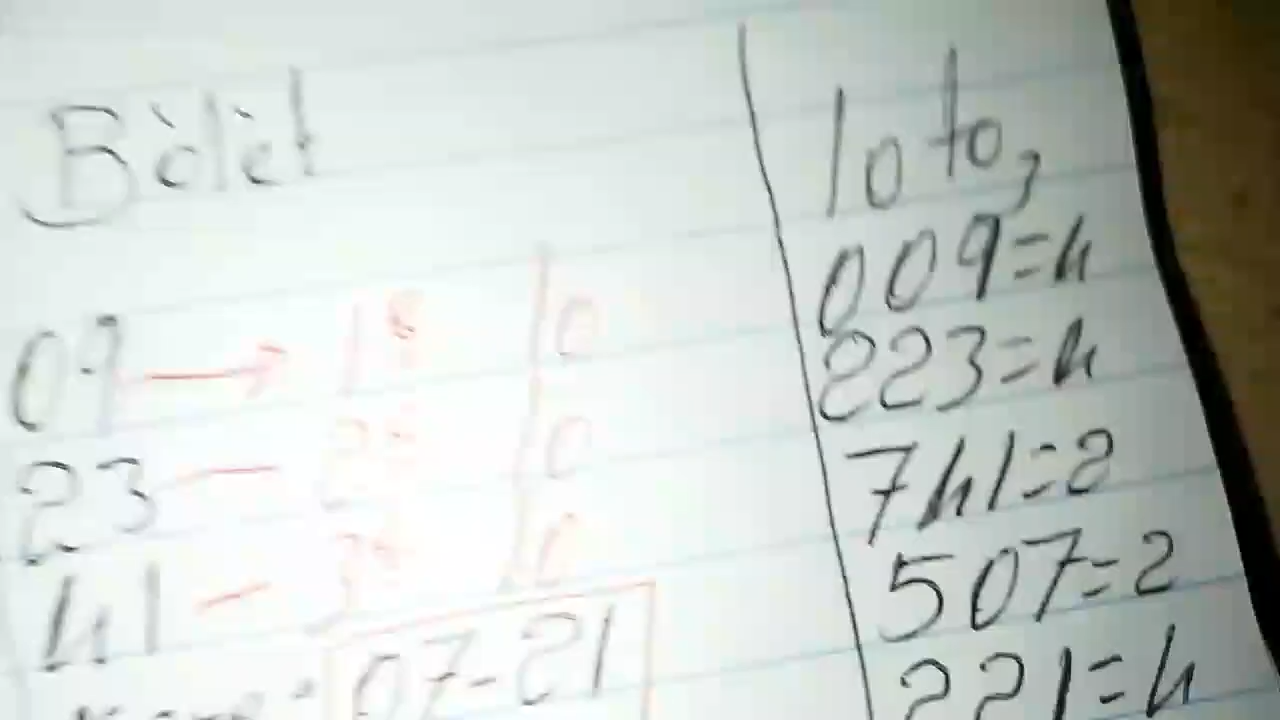 Bòlèt
09 → 1e | 0
23 — 2e | 0
41 — 3e | 0
07-21
loto,
009=4
223=4
741=2
507=2
221=4